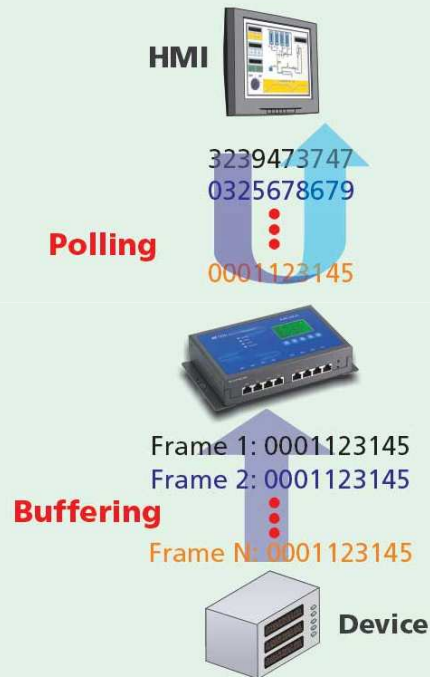 HMI
3239473747
0325678679
Polling
0001123145
Frame 1: 0001123145
Frame 2: 0001123145
Buffering
Frame N: 0001123145
Device